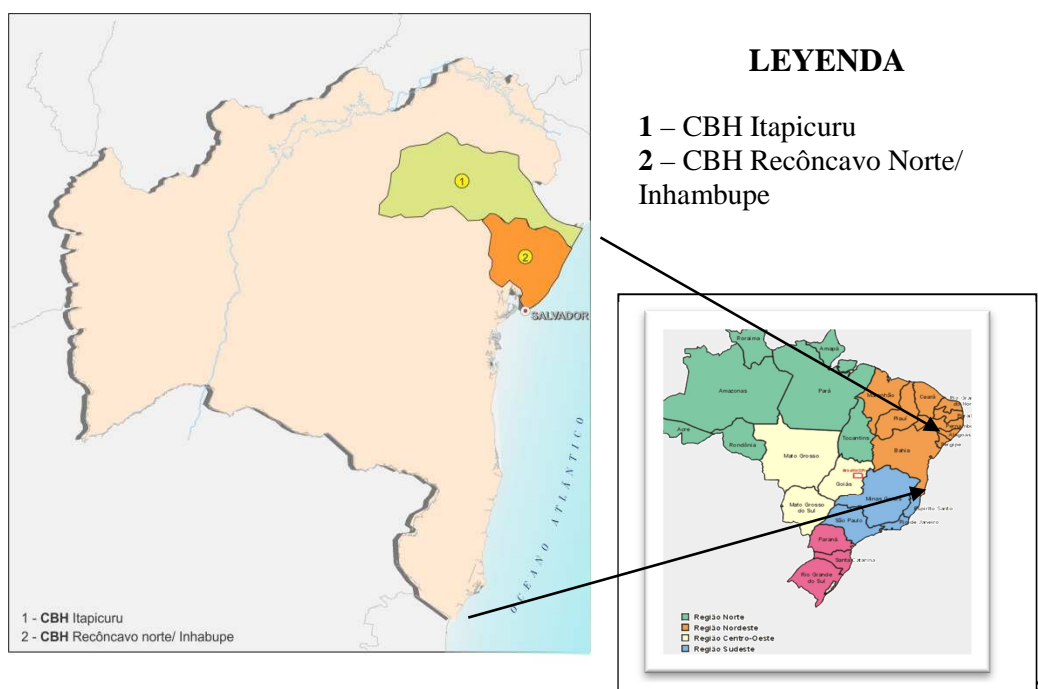 LEYENDA
1 – CBH Itapicuru
2 – CBH Recôncavo Norte/
Inhambupe
1
2
SALVADOR
OCEANO ATLÂNTICO
1 - CBH Itapicuru
2 - CBH Recôncavo norte/ Inhabupe
Roraima
Amapá
Amazonas
Pará
Maranhão
Ceará
Piauí
Acre
Rondônia
Tocantins
Bahia
Mato Grosso
Goiás
Minas Gerais
Mato Grosso
do Sul
Espírito Santo
São Paulo
Rio de Janeiro
Paraná
Santa Catarina
Rio Grande
do Sul
Região Norte
Região Nordeste
Região Centro-Oeste
Região Sudeste